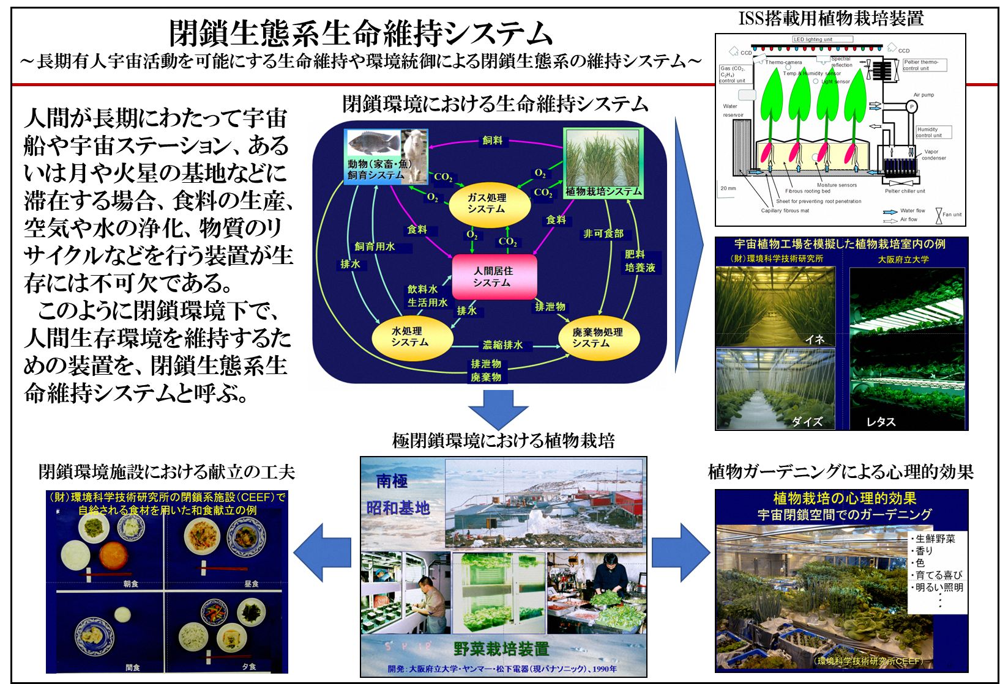 閉鎖生態系生命維持システム
～長期有人宇宙活動を可能にする生命維持や環境統御による閉鎖生態系の維持システム～
人間が長期にわたって宇宙
船や宇宙ステーション、ある
いは月や火星の基地などに
滞在する場合、食料の生産、
空気や水の浄化、物質のリ
サイクルなどを行う装置が生
存には不可欠である。
このように閉鎖環境下で、
人間生存環境を維持するた
めの装置を、閉鎖生態系生
命維持システムと呼ぶ。
閉鎖環境における生命維持システム
飼料
動物（家畜・魚）
飼育システム
植物栽培システム
CO2
O2
O2
CO2
ガス処理
システム
食料
食料
O2
CO2
非可食部
飼育用水
排水
肥料
培養液
人間居住
システム
飲料水
生活用水
排水
排泄物
水処理
システム
廃棄物処理
システム
濃縮排水
排泄物
廃棄物
ISS搭載用植物栽培装置
LED lighting unit
CCD
CCD
Thermo-camera
Spectral
reflection
Peltier thermo-
control unit
Gas (CO2,
C2H4)
control unit
Temp.& Humidity sensor
Light sensor
Air pump
P
Water
reservoir
Humidity
control unit
Vapor
condenser
Moisture sensors
20 mm
Fibrous rooting bed
Peltier chiller unit
Sheet for preventing root penetration
Capillary fibrous mat
Water flow
Air flow
Fan unit
宇宙植物工場を模擬した植物栽培室内の例
（財）環境科学技術研究所
大阪府立大学
イネ
ダイズ
レタス
極閉鎖環境における植物栽培
南極
昭和基地
野菜栽培装置
開発：大阪府立大学・ヤンマー・松下電器（現パナソニック）、1990年
閉鎖環境施設における献立の工夫
（財）環境科学技術研究所の閉鎖系施設（CEEF）で
自給される食材を用いた和食献立の例
朝食
昼食
間食
夕食
植物ガーデニングによる心理的効果
植物栽培の心理的効果
宇宙閉鎖空間でのガーデニング
・生鮮野菜
・香り
・色
・育てる喜び
・明るい照明
⋮
（環境科学技術研究所CEEF）